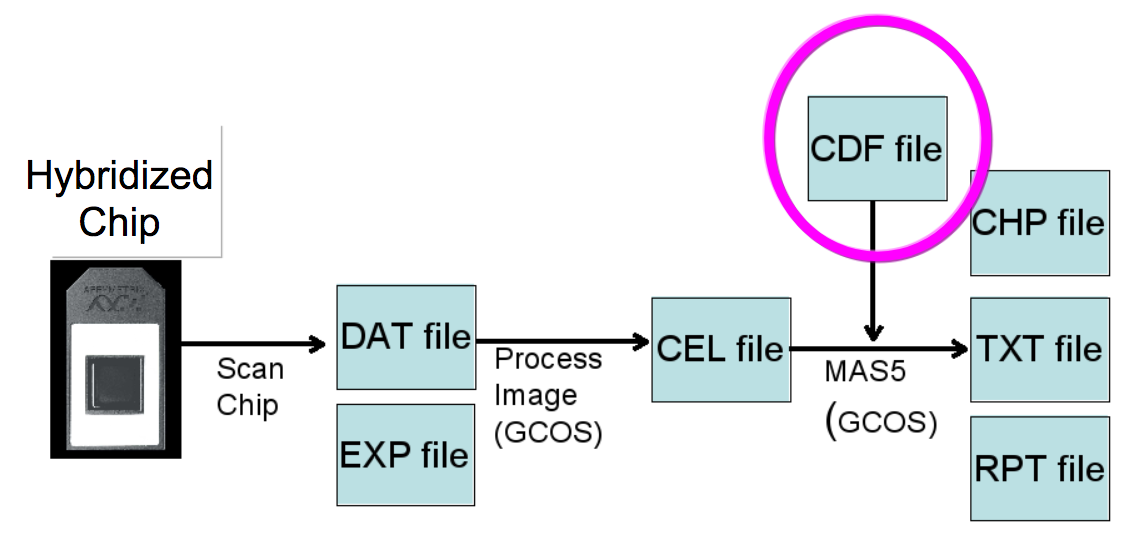 Hybridized
Chip
AFFYMETRIX
Scan
Chip
DAT file
EXP file
Process
Image
(GCOS)
CEL file
CDF file
MAS5
(GCOS)
CHP file
TXT file
RPT file